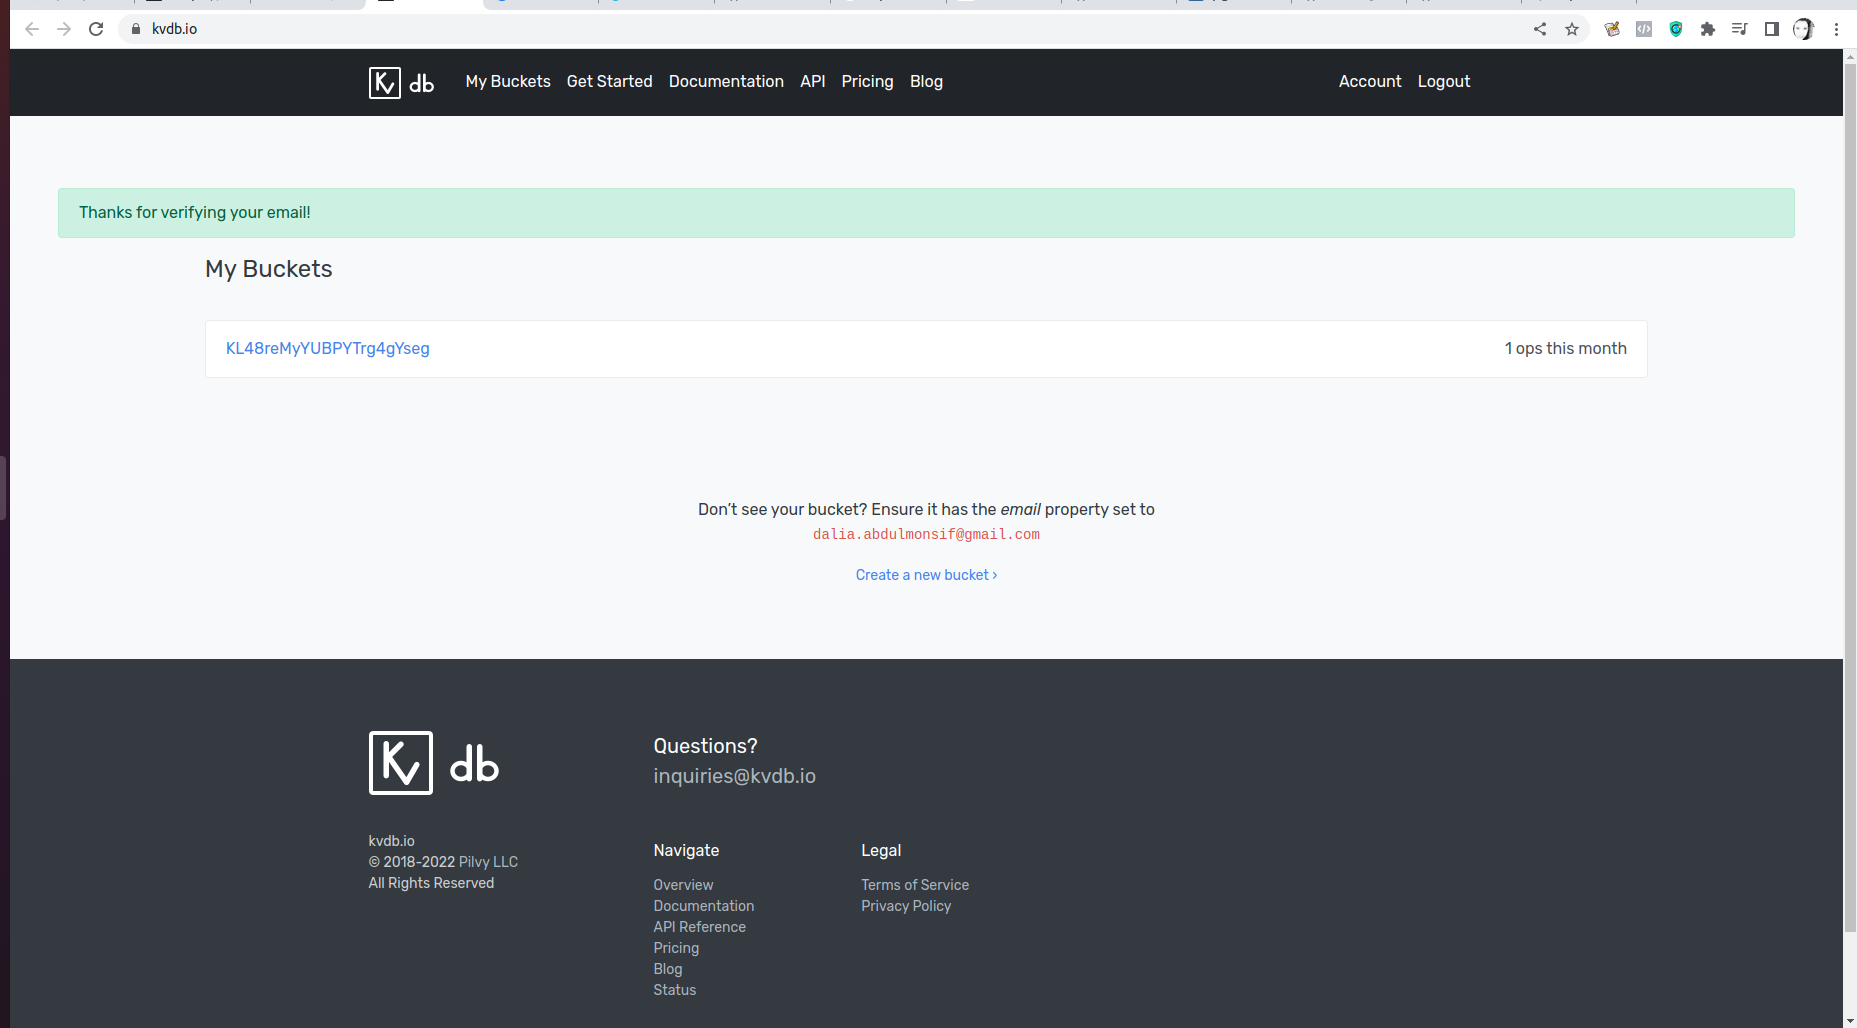 kvdb.io
Kv db My Buckets Get Started Documentation API Pricing Blog Account Logout
Thanks for verifying your email!
My Buckets
KL48reMyYUBPYTrg4gYseg 1 ops this month
Don't see your bucket? Ensure it has the email property set to
dalia.abdulmonsif@gmail.com
Create a new bucket ›
Kv db
Questions?
inquiries@kvdb.io
kvdb.io
© 2018-2022 Pilvy LLC
All Rights Reserved
Navigate
Overview
Documentation
API Reference
Pricing
Blog
Status
Legal
Terms of Service
Privacy Policy